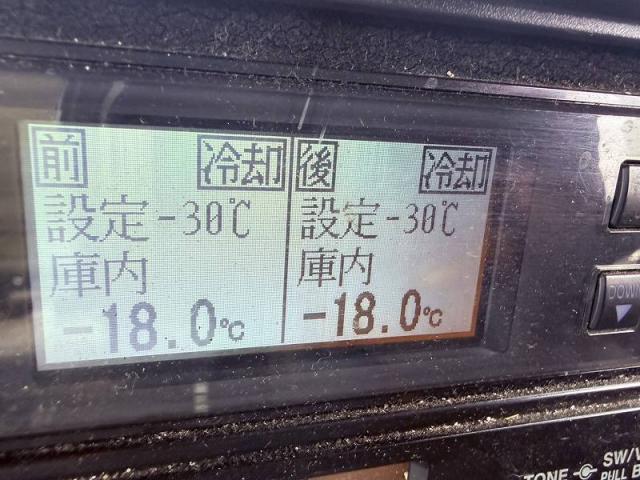 前 冷却
設定-30℃
庫内
-18.0℃
後 冷却
設定-30℃
庫内
-18.0℃
DOWN
TONE
SW/V
PULL B